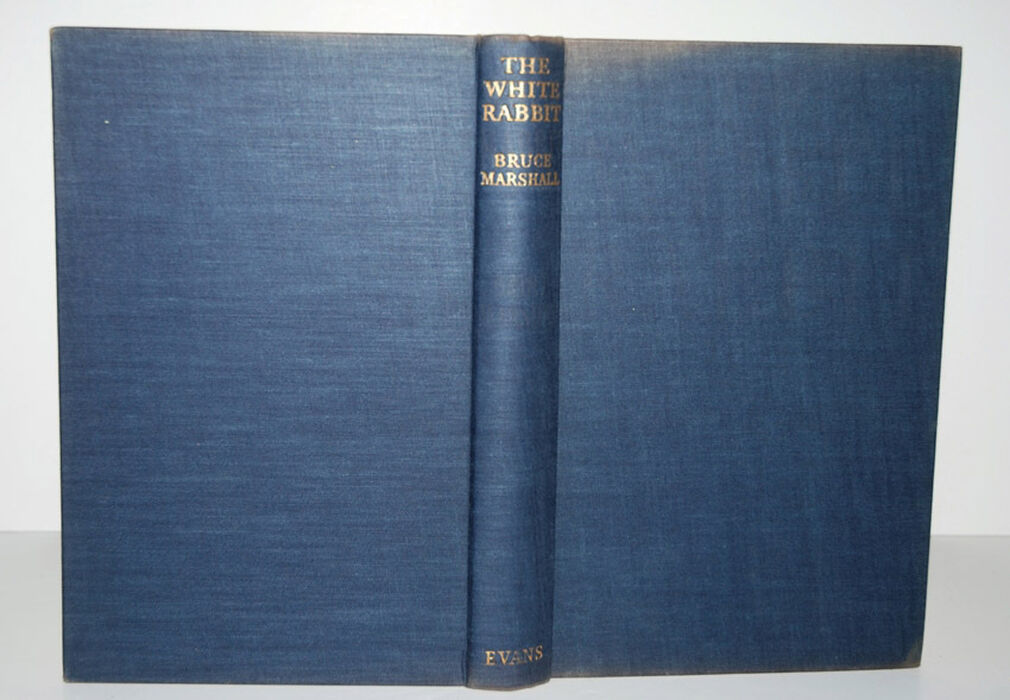 THE
WHITE
RABBIT
BRUCE
MARSHALL
EVANS